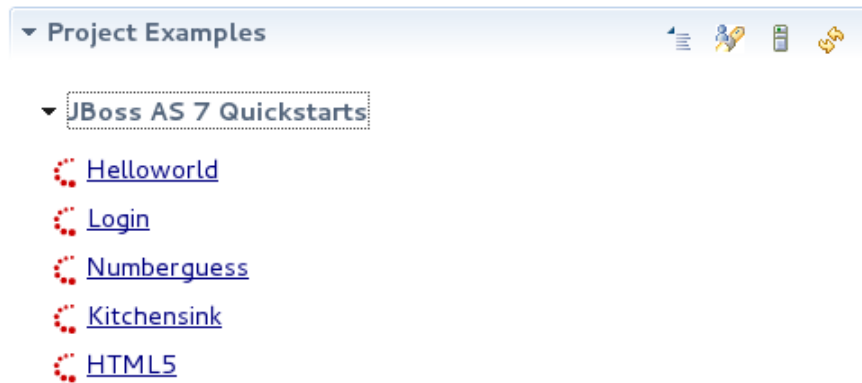 Project Examples
JBoss AS 7 Quickstarts
Helloworld
Login
Numberguess
Kitchensink
HTML5